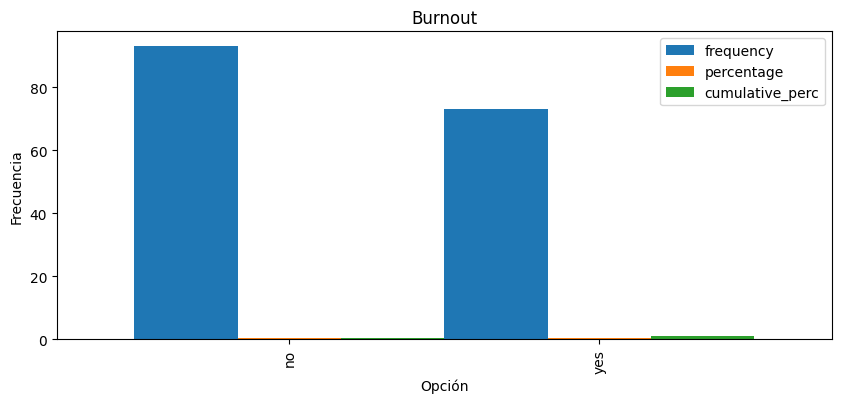 Burnout
frequency
percentage
cumulative_perc
Frecuencia
80
60
40
20
0
no
yes
Opción